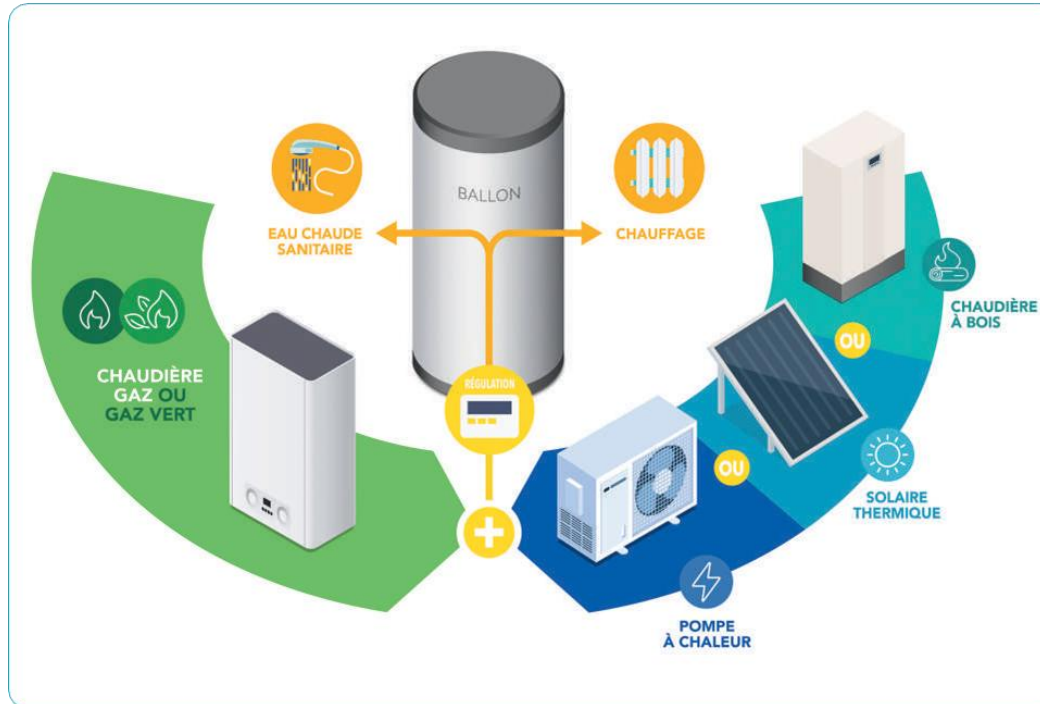 BALLON
EAU CHAUDE
SANITAIRE
CHAUFFAGE
CHAUDIÈRE
GAZ OU
GAZ VERT
RÉGULATION
CHAUDIÈRE
À BOIS
OU
SOLAIRE
THERMIQUE
OU
POMPE
À CHALEUR
+